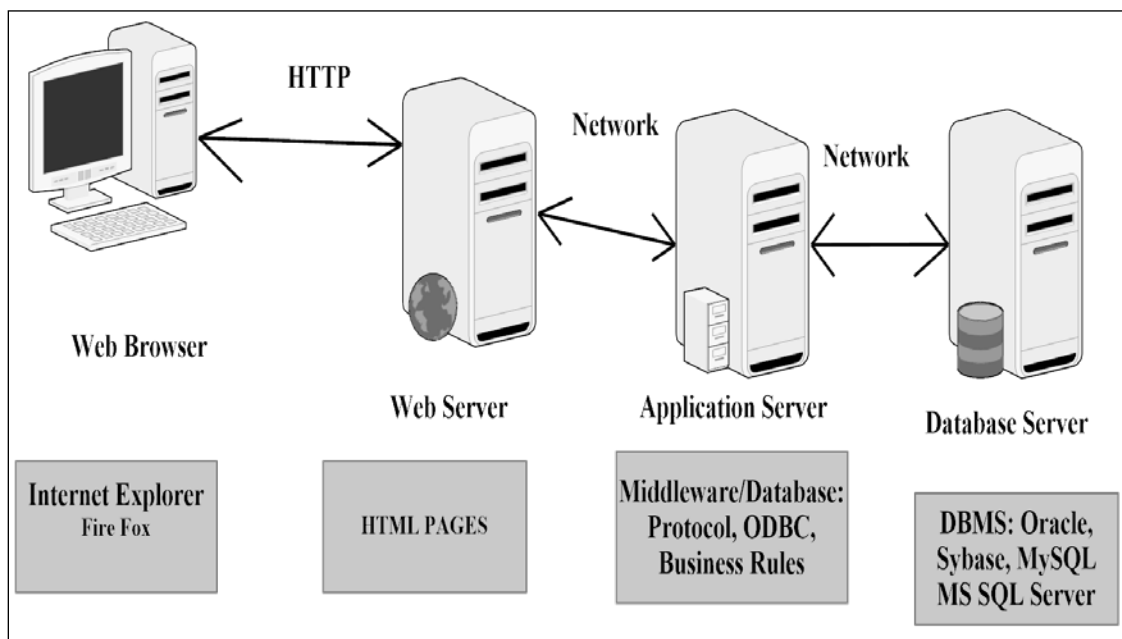 HTTP
Network
Network
Web Browser
Web Server
Application Server
Database Server
Internet Explorer
Fire Fox
HTML PAGES
Middleware/Database:
Protocol, ODBC,
Business Rules
DBMS: Oracle,
Sybase, MySQL
MS SQL Server